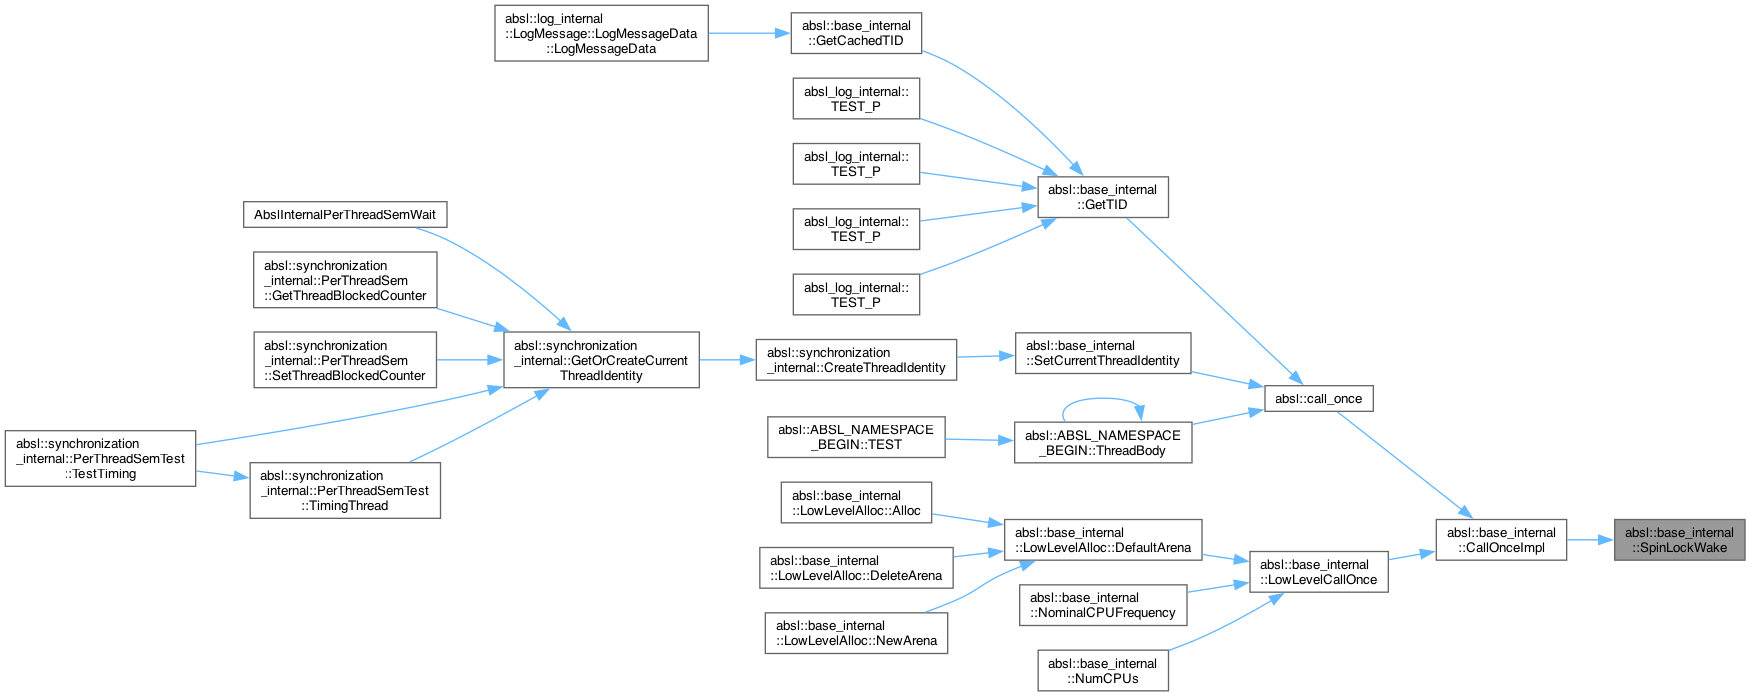 absl::log_internal
::LogMessage::LogMessageData
::LogMessageData
absl::base_internal
::GetCachedTID
absl_log_internal::
TEST_P
absl_log_internal::
TEST_P
absl_log_internal::
TEST_P
absl_log_internal::
TEST_P
absl::base_internal
::GetTID
AbslInternalPerThreadSemWait
absl::synchronization
_internal::PerThreadSem
::GetThreadBlockedCounter
absl::synchronization
_internal::PerThreadSem
::SetThreadBlockedCounter
absl::synchronization
_internal::GetOrCreateCurrent
ThreadIdentity
absl::synchronization
_internal::CreateThreadIdentity
absl::base_internal
::SetCurrentThreadIdentity
absl::call_once
absl::ABSL_NAMESPACE
_BEGIN::TEST
absl::ABSL_NAMESPACE
_BEGIN::ThreadBody
absl::synchronization
_internal::PerThreadSemTest
::TestTiming
absl::synchronization
_internal::PerThreadSemTest
::TimingThread
absl::base_internal
::LowLevelAlloc::Alloc
absl::base_internal
::LowLevelAlloc::DeleteArena
absl::base_internal
::LowLevelAlloc::NewArena
absl::base_internal
::LowLevelAlloc::DefaultArena
absl::base_internal
::NominalCPUFrequency
absl::base_internal
::NumCPUs
absl::base_internal
::LowLevelCallOnce
absl::base_internal
::CallOnceImpl
absl::base_internal
::SpinLockWake